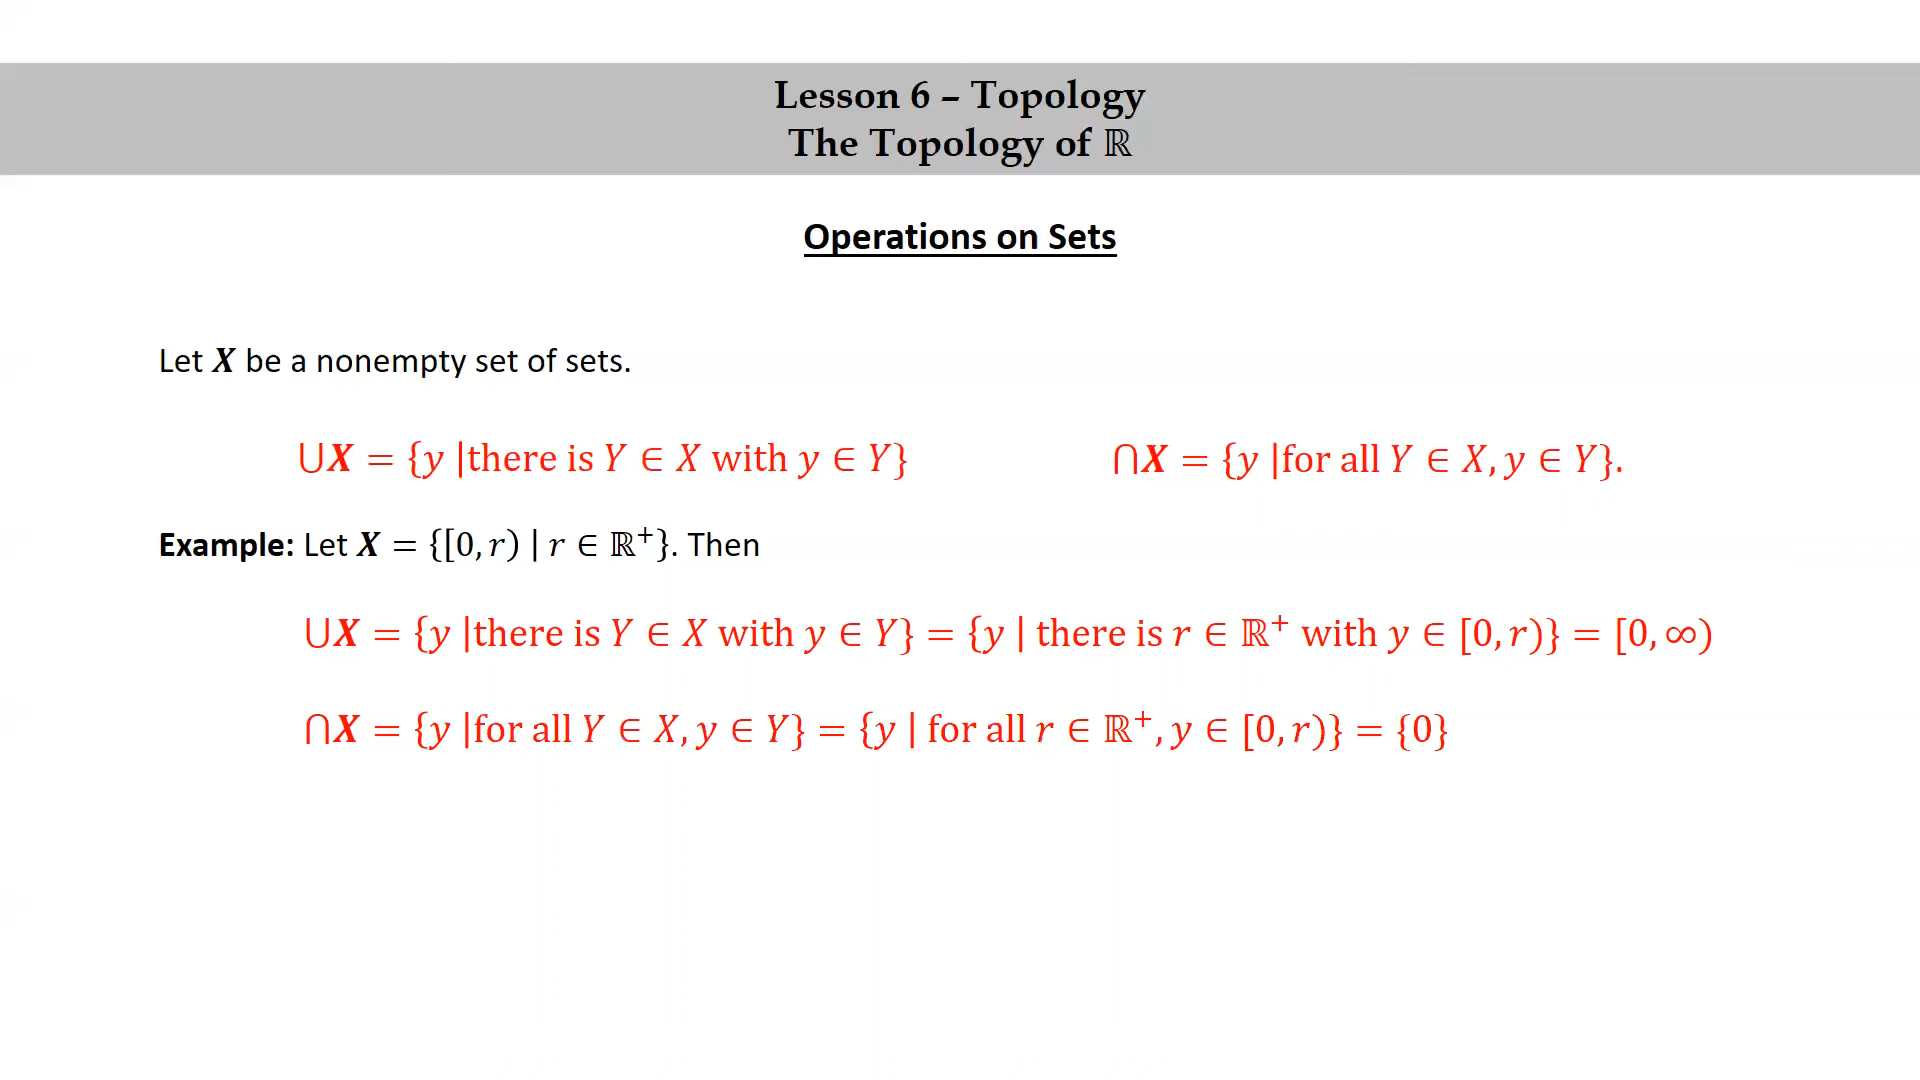 Lesson 6 – Topology
The Topology of ℝ
Operations on Sets
Let 𝑿 be a nonempty set of sets.
⋃𝑿 = {𝑦 |there is 𝑌 ∈ 𝑋 with 𝑦 ∈ 𝑌} ⋂𝑿 = {𝑦 |for all 𝑌 ∈ 𝑋, 𝑦 ∈ 𝑌}.
Example: Let 𝑿 = {[0, 𝑟) | 𝑟 ∈ ℝ⁺}. Then
⋃𝑿 = {𝑦 |there is 𝑌 ∈ 𝑋 with 𝑦 ∈ 𝑌} = {𝑦 | there is 𝑟 ∈ ℝ⁺ with 𝑦 ∈ [0, 𝑟)} = [0, ∞)
⋂𝑿 = {𝑦 |for all 𝑌 ∈ 𝑋, 𝑦 ∈ 𝑌} = {𝑦 | for all 𝑟 ∈ ℝ⁺, 𝑦 ∈ [0, 𝑟)} = {0}